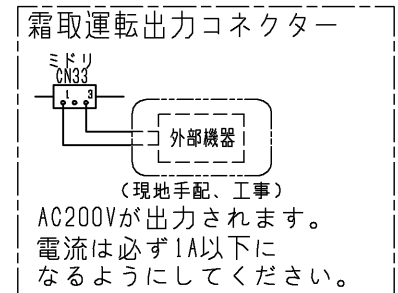 霜取運転出力コネクター
ミドリ
CN33
1 3
外部機器
(現地手配、工事)
AC200Vが出力されます。
電流は必ず1A以下に
なるようにしてください。